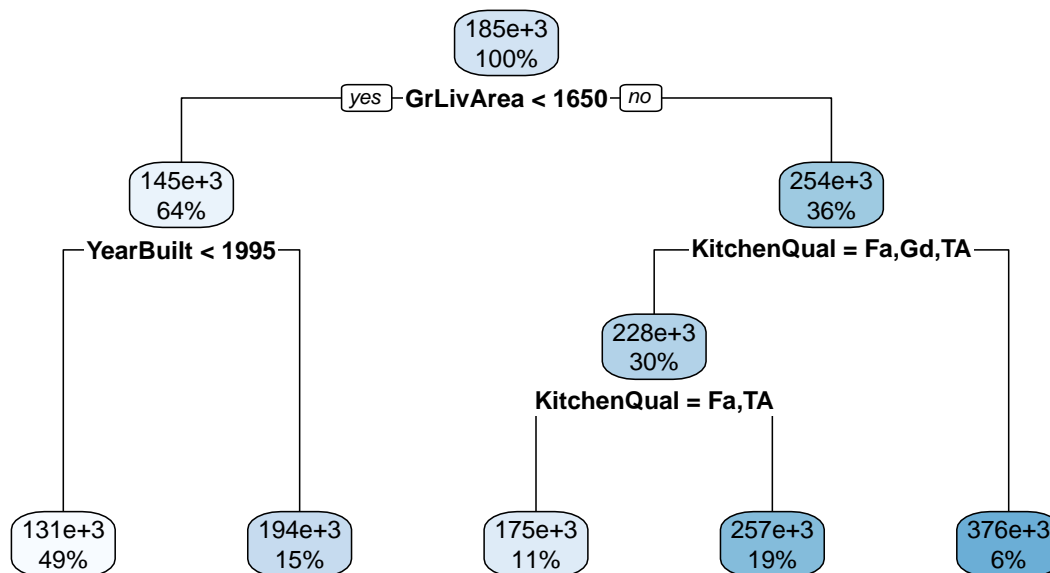 185e+3
100%
yes GrLivArea < 1650 no
145e+3
64%
254e+3
36%
YearBuilt < 1995
KitchenQual = Fa,Gd,TA
228e+3
30%
KitchenQual = Fa,TA
131e+3
49%
194e+3
15%
175e+3
11%
257e+3
19%
376e+3
6%